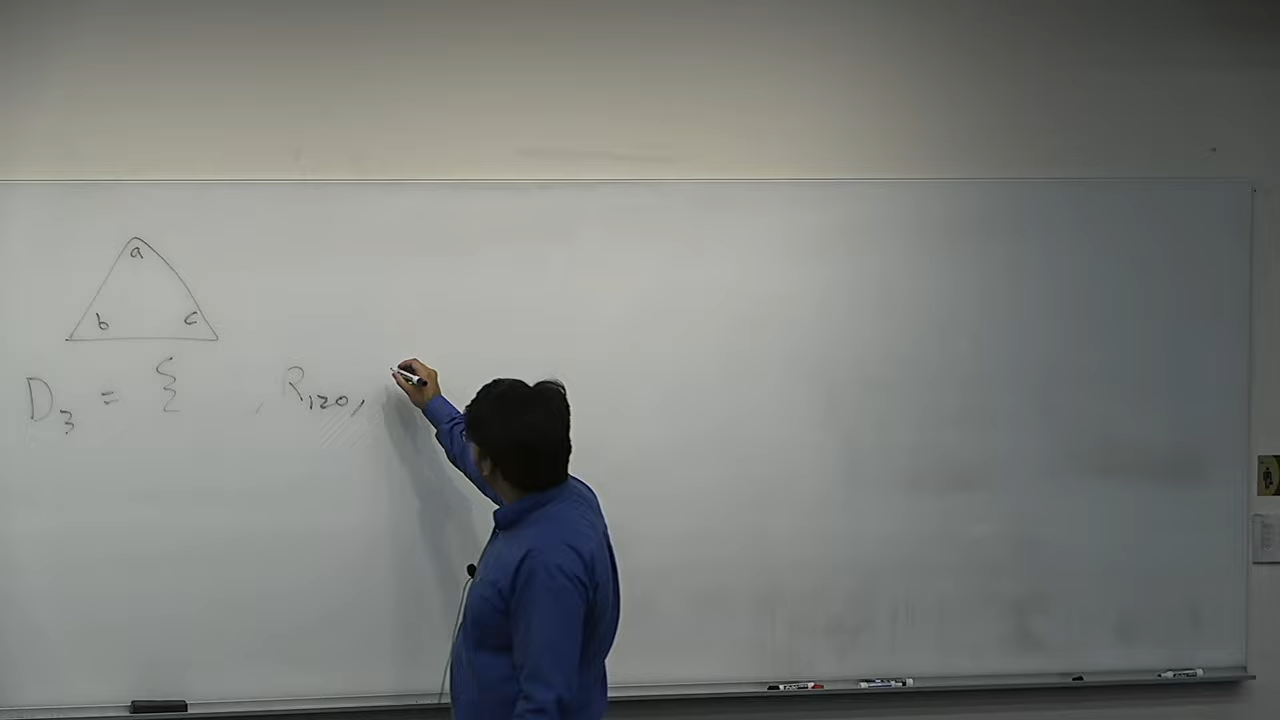 a
b c
D₃ = { , R₁₂₀,